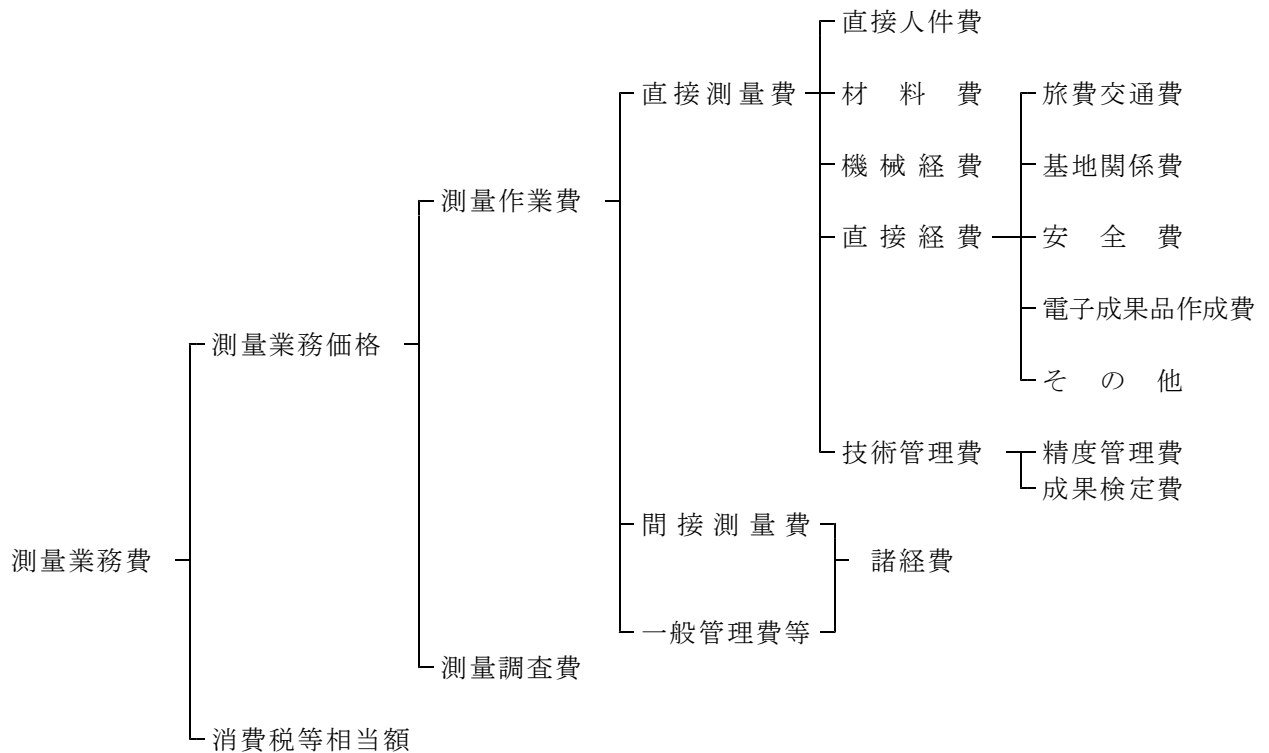 直接人件費
直接測量費
材料費
旅費交通費
機械経費
基地関係費
測量作業費
直接経費
安全費
電子成果品作成費
測量業務価格
その他
技術管理費
精度管理費
成果検定費
間接測量費
測量業務費
諸経費
一般管理費等
測量調査費
消費税等相当額